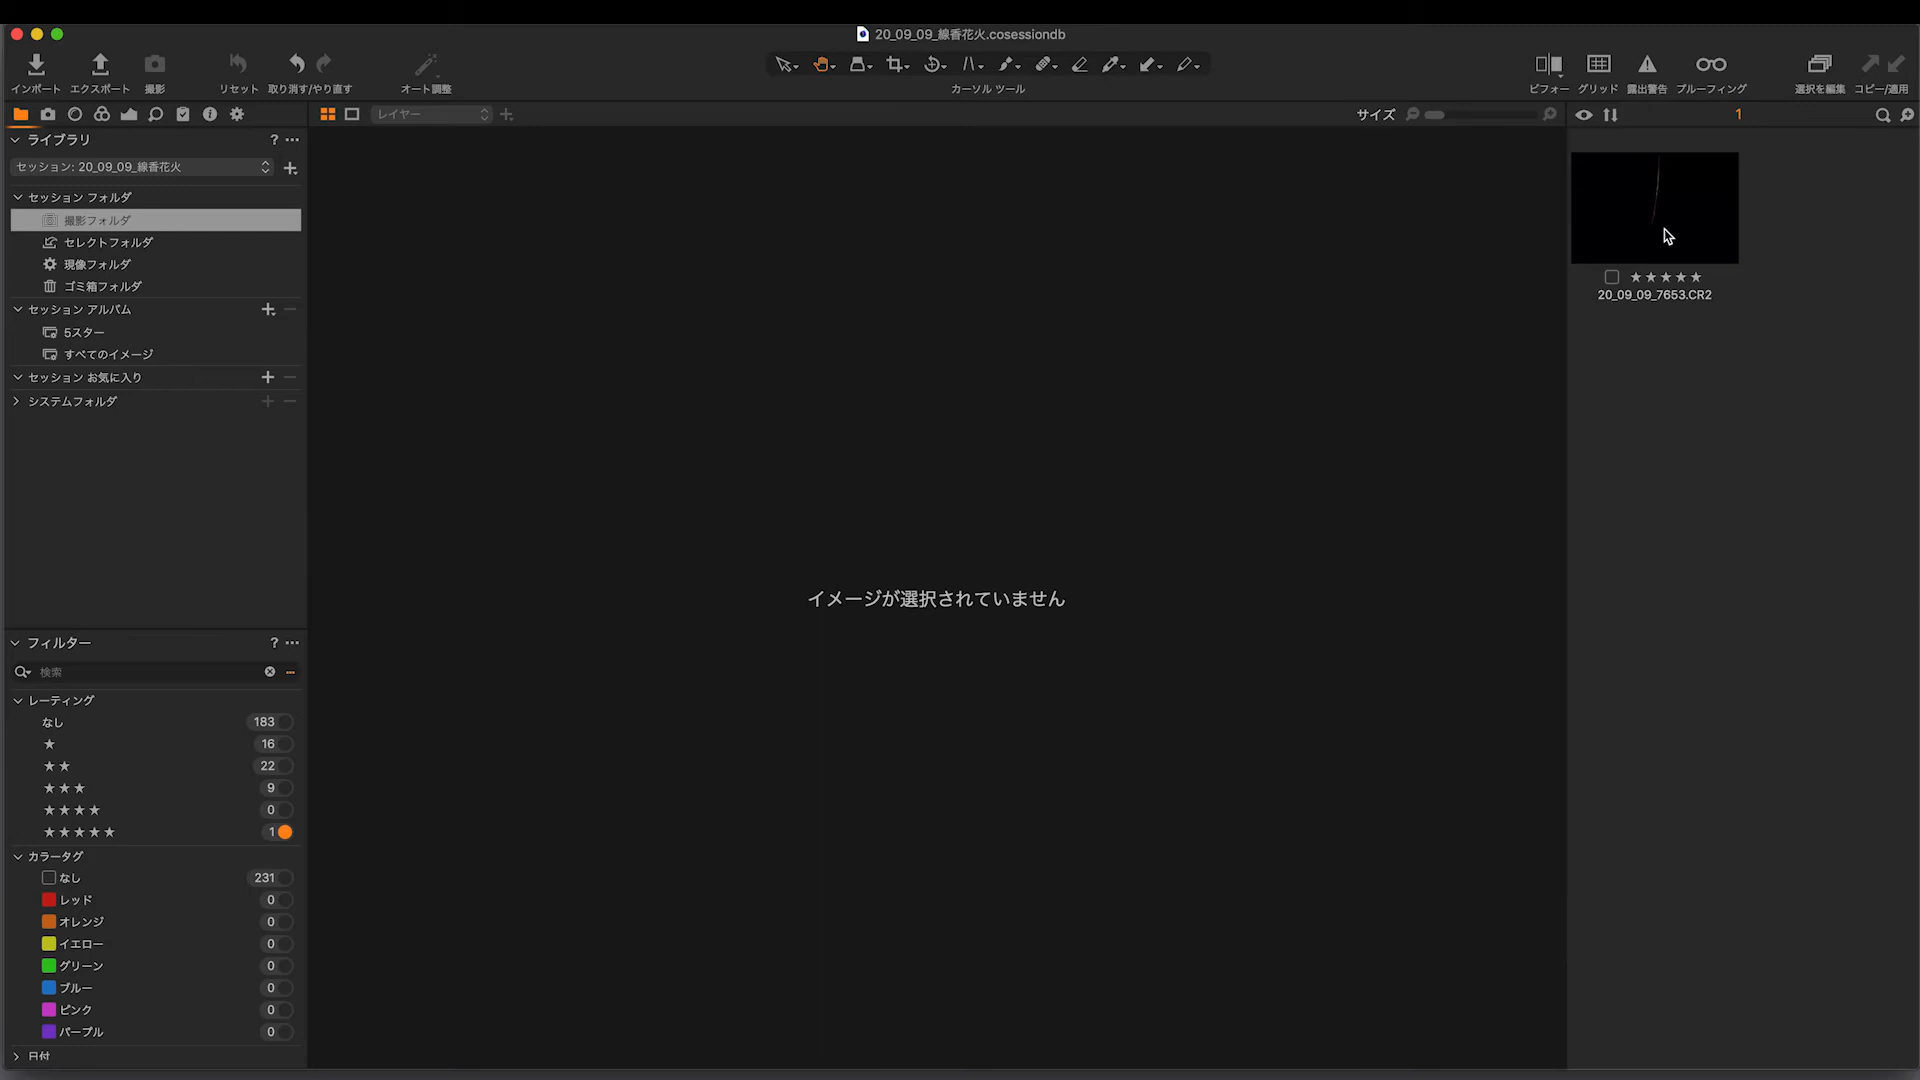 20_09_09_線香花火.cosessiondb
インポート エクスポート 撮影 リセット 取り消す/やり直す オート調整 カーソル ツール ビフォー グリッド 露出警告 プルーフィング 選択を編集 コピー/適用
レイヤー サイズ 1
ライブラリ ?
セッション: 20_09_09_線香花火
セッション フォルダ
撮影フォルダ
セレクトフォルダ
現像フォルダ
ゴミ箱フォルダ
セッション アルバム
5スター
すべてのイメージ
セッション お気に入り
システムフォルダ
イメージが選択されていません
20_09_09_7653.CR2
フィルター ?
検索
レーティング
なし 183
★ 16
★★ 22
★★★ 9
★★★★ 0
★★★★★ 1
カラータグ
なし 231
レッド 0
オレンジ 0
イエロー 0
グリーン 0
ブルー 0
ピンク 0
パープル 0
日付